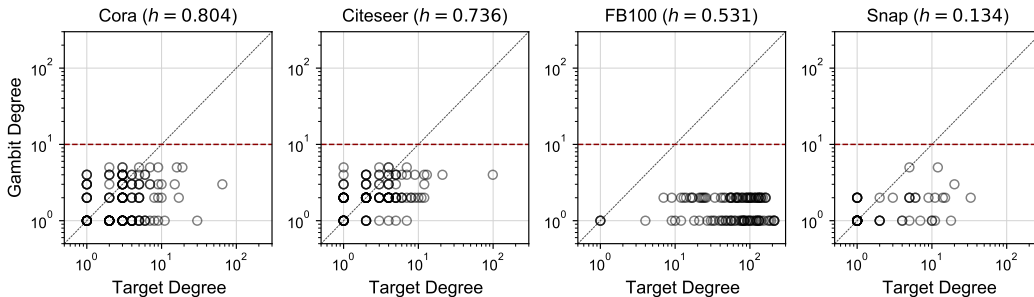 Cora (h = 0.804)
Citeseer (h = 0.736)
FB100 (h = 0.531)
Snap (h = 0.134)
Gambit Degree
10²
10¹
10⁰
10²
10¹
10⁰
10²
10¹
10⁰
10²
10¹
10⁰
10⁰ 10¹ 10²
10⁰ 10¹ 10²
10⁰ 10¹ 10²
10⁰ 10¹ 10²
Target Degree
Target Degree
Target Degree
Target Degree